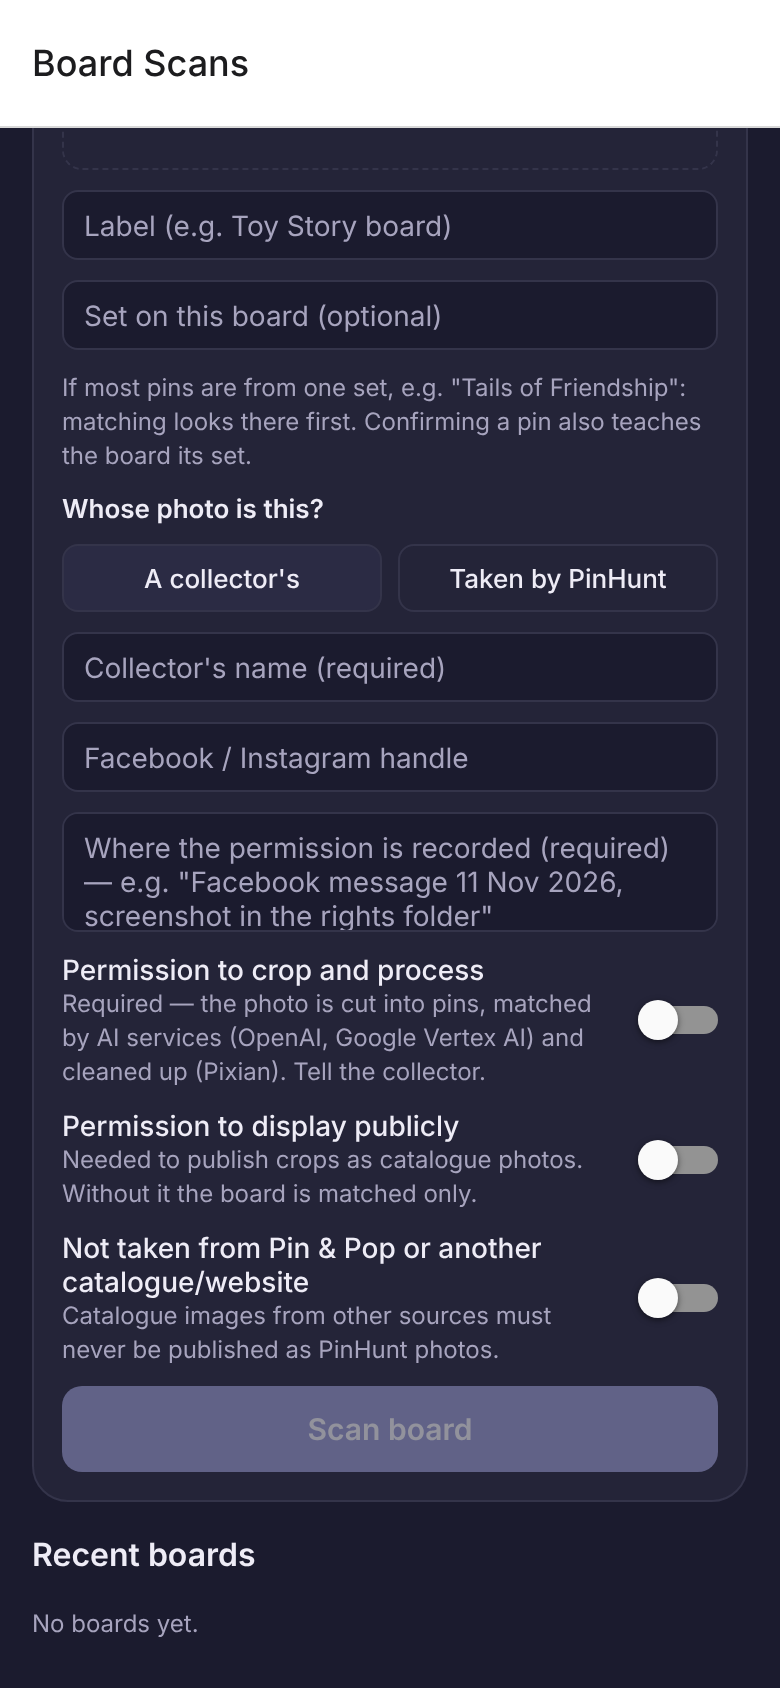 Board Scans
Label (e.g. Toy Story board)
Set on this board (optional)
If most pins are from one set, e.g. "Tails of Friendship":
matching looks there first. Confirming a pin also teaches
the board its set.
Whose photo is this?
A collector's
Taken by PinHunt
Collector's name (required)
Facebook / Instagram handle
Where the permission is recorded (required)
— e.g. "Facebook message 11 Nov 2026,
screenshot in the rights folder"
Permission to crop and process
Required — the photo is cut into pins, matched
by AI services (OpenAI, Google Vertex AI) and
cleaned up (Pixian). Tell the collector.
Permission to display publicly
Needed to publish crops as catalogue photos.
Without it the board is matched only.
Not taken from Pin & Pop or another
catalogue/website
Catalogue images from other sources must
never be published as PinHunt photos.
Scan board
Recent boards
No boards yet.